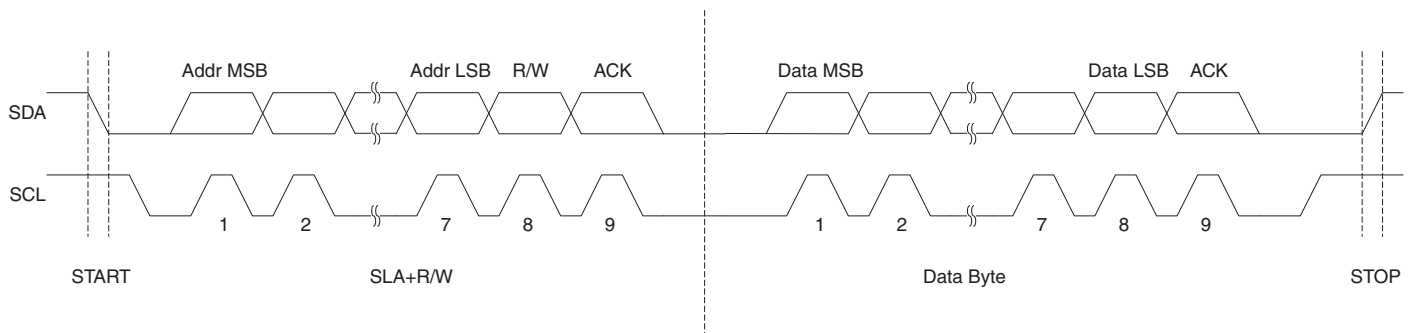 Addr MSB Addr LSB R/W ACK Data MSB Data LSB ACK
SDA
SCL
1 2 7 8 9 1 2 7 8 9
START SLA+R/W Data Byte STOP